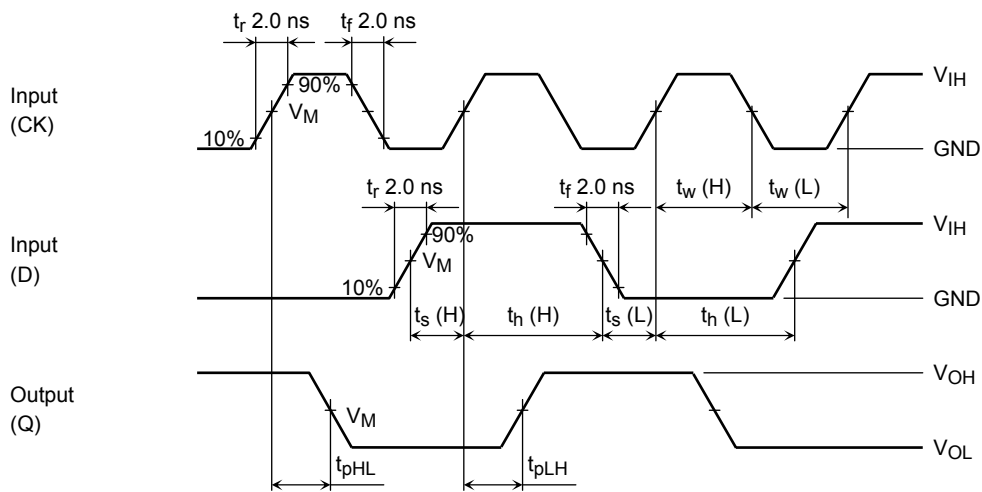 tr 2.0 ns tf 2.0 ns
Input
(CK)
90%
VM
10%
VIH
GND
tr 2.0 ns tf 2.0 ns tw (H) tw (L)
Input
(D)
90%
VM
10%
VIH
GND
ts (H) th (H) ts (L) th (L)
Output
(Q)
VM
VOH
VOL
tpHL tpLH